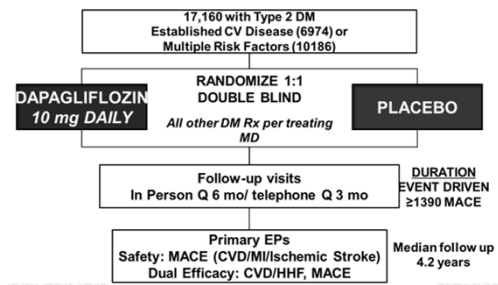 17,160 with Type 2 DM
Established CV Disease (6974) or
Multiple Risk Factors (10186)
DAPAGLIFLOZIN
10 mg DAILY
RANDOMIZE 1:1
DOUBLE BLIND
All other DM Rx per treating
MD
PLACEBO
Follow-up visits
In Person Q 6 mo/ telephone Q 3 mo
DURATION
EVENT DRIVEN
≥1390 MACE
Primary EPs
Safety: MACE (CVD/MI/Ischemic Stroke)
Dual Efficacy: CVD/HHF, MACE
Median follow up
4.2 years